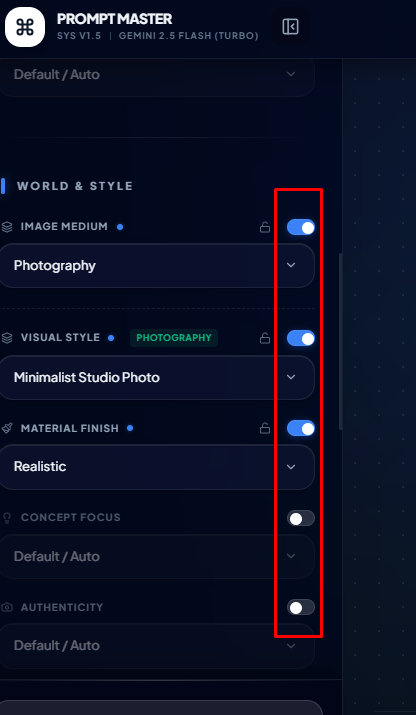 PROMPT MASTER
SYS V1.5 | GEMINI 2.5 FLASH (TURBO)
Default / Auto
WORLD & STYLE
IMAGE MEDIUM
Photography
VISUAL STYLE PHOTOGRAPHY
Minimalist Studio Photo
MATERIAL FINISH
Realistic
CONCEPT FOCUS
Default / Auto
AUTHENTICITY
Default / Auto